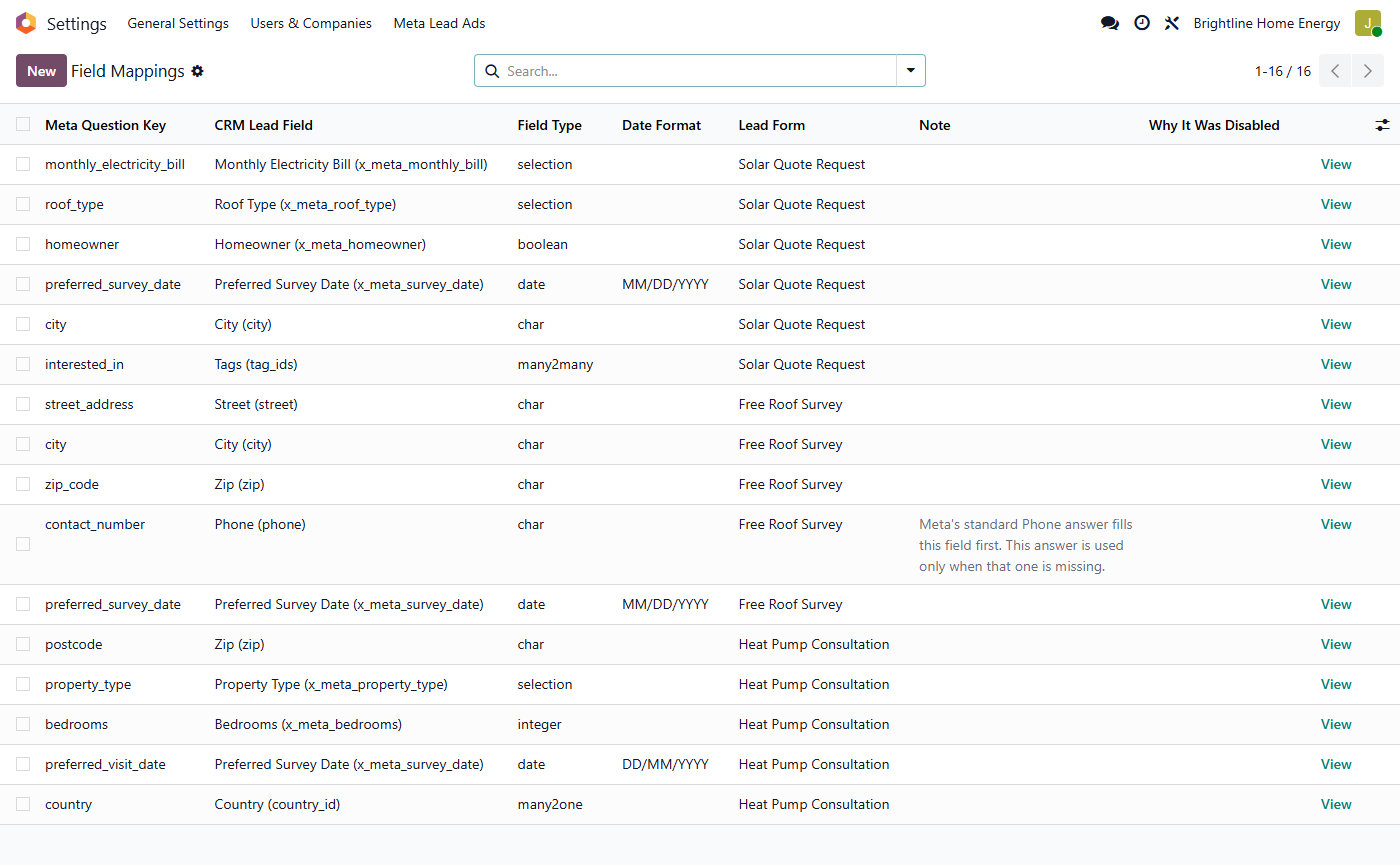 Settings General Settings Users & Companies Meta Lead Ads Brightline Home Energy J
New Field Mappings Search... 1-16 / 16
Meta Question Key CRM Lead Field Field Type Date Format Lead Form Note Why It Was Disabled
monthly_electricity_bill Monthly Electricity Bill (x_meta_monthly_bill) selection Solar Quote Request View
roof_type Roof Type (x_meta_roof_type) selection Solar Quote Request View
homeowner Homeowner (x_meta_homeowner) boolean Solar Quote Request View
preferred_survey_date Preferred Survey Date (x_meta_survey_date) date MM/DD/YYYY Solar Quote Request View
city City (city) char Solar Quote Request View
interested_in Tags (tag_ids) many2many Solar Quote Request View
street_address Street (street) char Free Roof Survey View
city City (city) char Free Roof Survey View
zip_code Zip (zip) char Free Roof Survey View
contact_number Phone (phone) char Free Roof Survey Meta's standard Phone answer fills View
this field first. This answer is used
only when that one is missing.
preferred_survey_date Preferred Survey Date (x_meta_survey_date) date MM/DD/YYYY Free Roof Survey View
postcode Zip (zip) char Heat Pump Consultation View
property_type Property Type (x_meta_property_type) selection Heat Pump Consultation View
bedrooms Bedrooms (x_meta_bedrooms) integer Heat Pump Consultation View
preferred_visit_date Preferred Survey Date (x_meta_survey_date) date DD/MM/YYYY Heat Pump Consultation View
country Country (country_id) many2one Heat Pump Consultation View